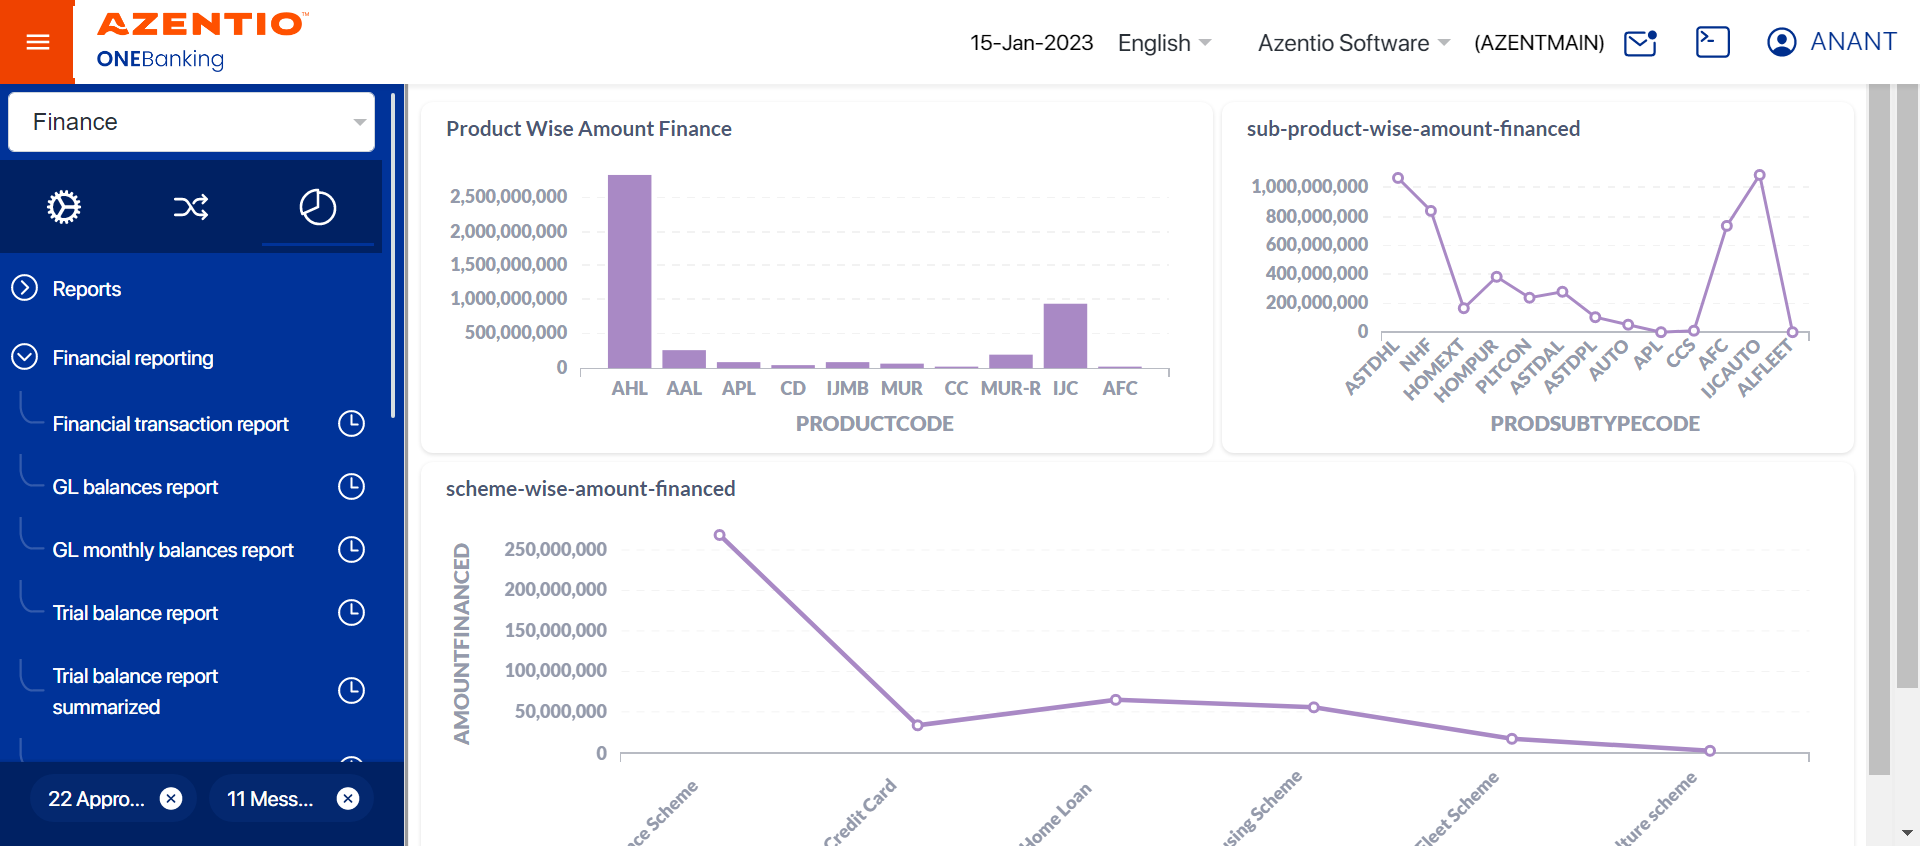 AZENTIO™
ONEBanking
15-Jan-2023
English
Azentio Software
(AZENTMAIN)
ANANT
Finance
Reports
Financial reporting
Financial transaction report
GL balances report
GL monthly balances report
Trial balance report
Trial balance report
summarized
22 Appro...
11 Mess...
Product Wise Amount Finance
2,500,000,000
2,000,000,000
1,500,000,000
1,000,000,000
500,000,000
0
AHL AAL APL CD IJMB MUR CC MUR-R IJC AFC
PRODUCTCODE
sub-product-wise-amount-financed
1,000,000,000
800,000,000
600,000,000
400,000,000
200,000,000
0
ASTDHL NHF HOMEXT HOMPUR PLTCON ASTDAL ASTDPL AUTO APL CCS AFC IJCAUTO ALFLEET
PRODSUBTYPECODE
scheme-wise-amount-financed
AMOUNTFINANCED
250,000,000
200,000,000
150,000,000
100,000,000
50,000,000
0
Scheme
Credit Card
Home Loan
Scheme
Fleet Scheme
scheme